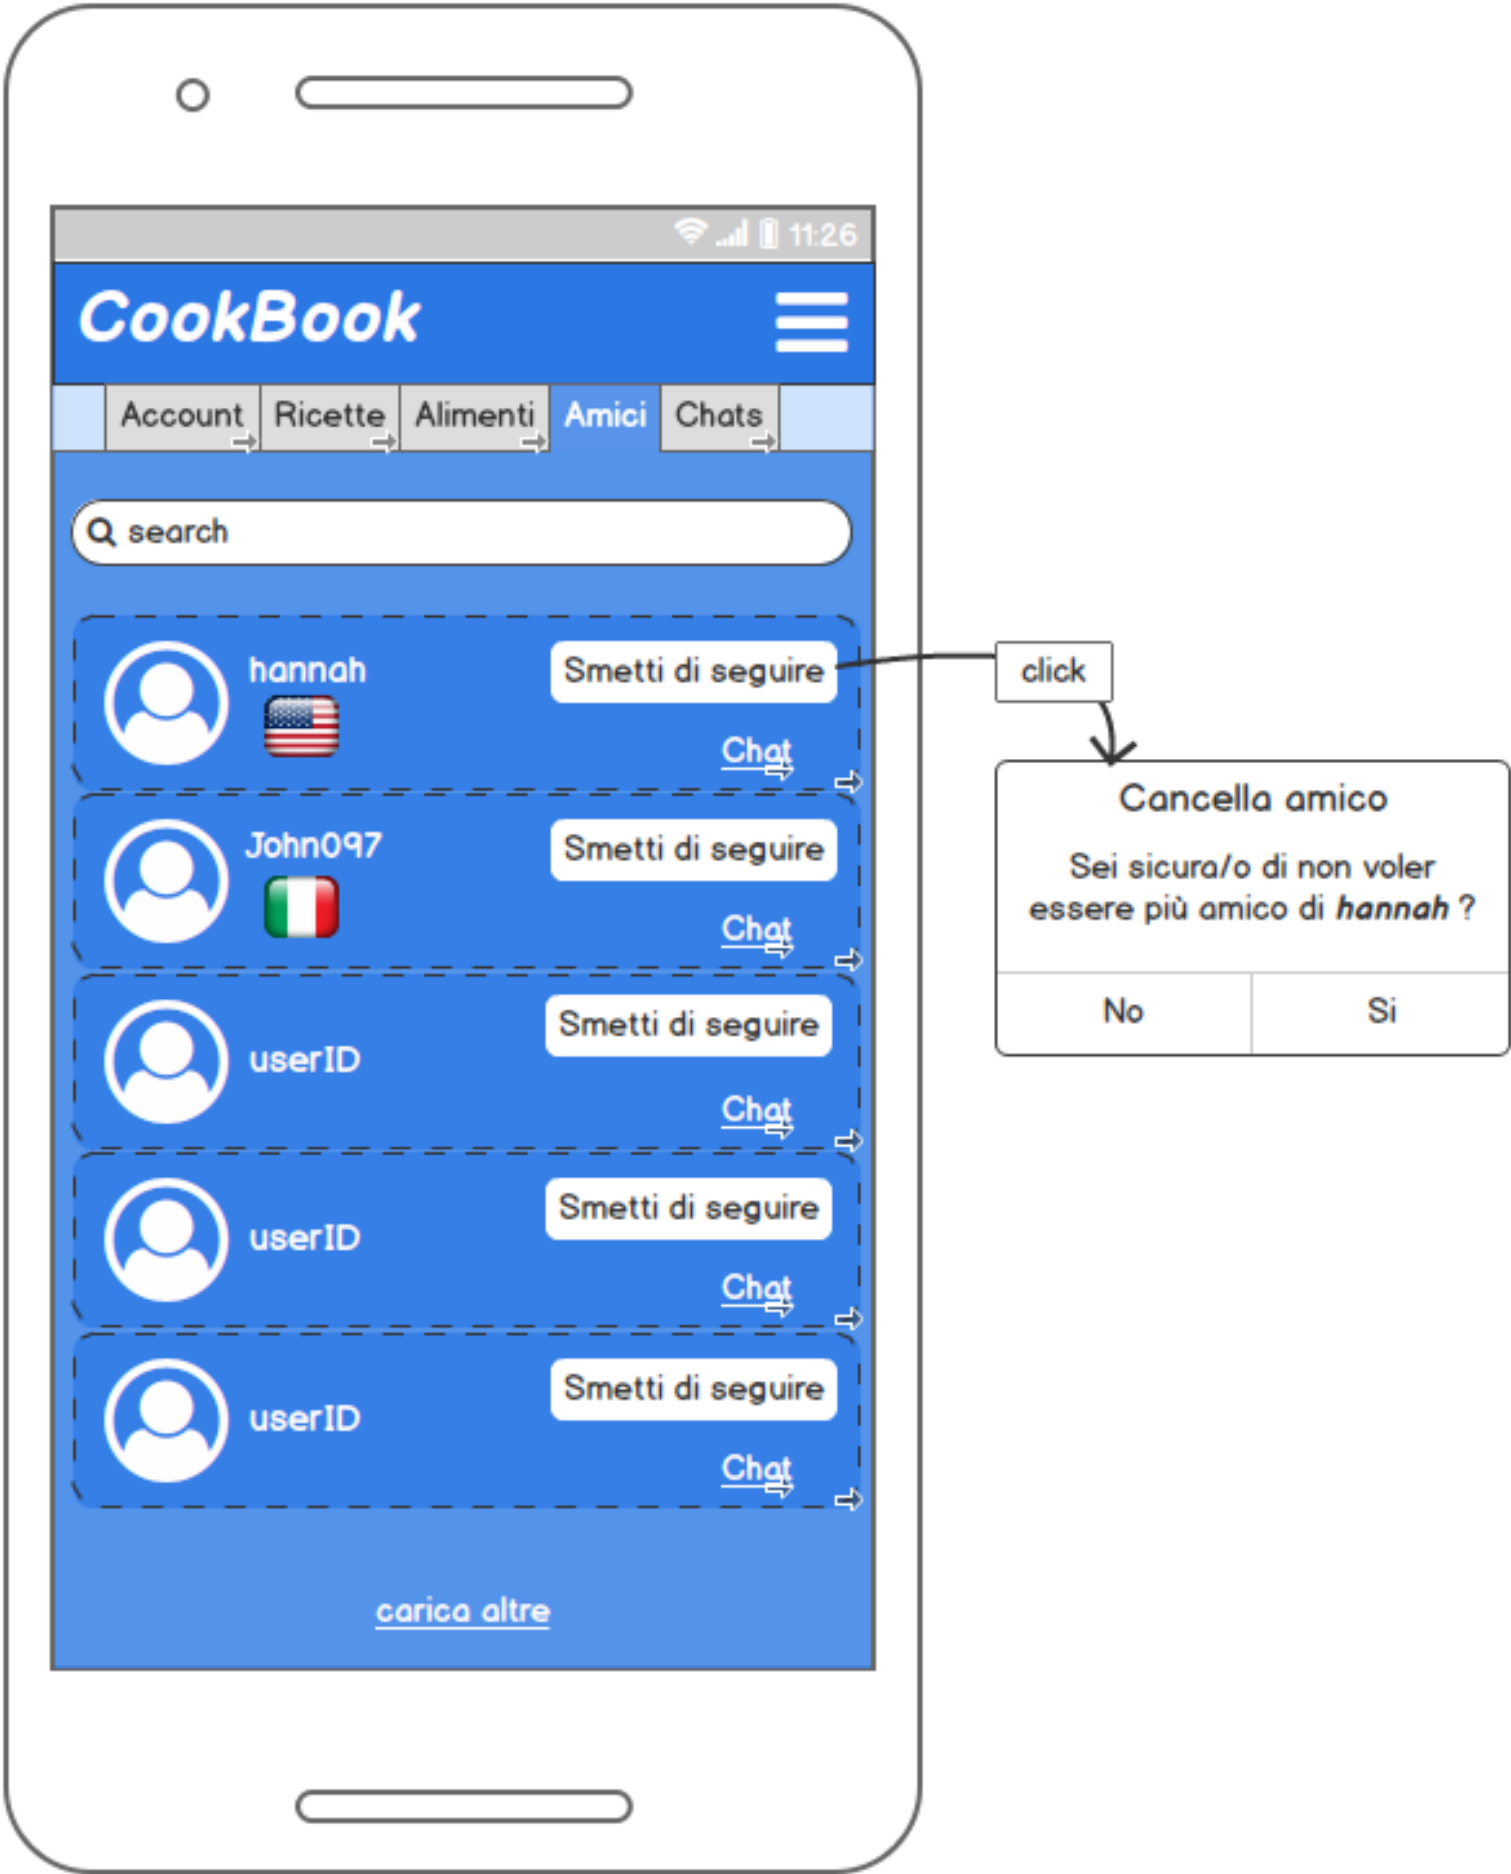 11:26
CookBook
Account Ricette Alimenti Amici Chats
search
hannah
Smetti di seguire
Chat
John097
Smetti di seguire
Chat
userID
Smetti di seguire
Chat
userID
Smetti di seguire
Chat
userID
Smetti di seguire
Chat
carica altre
click
Cancella amico
Sei sicura/o di non voler
essere più amico di hannah ?
No Si